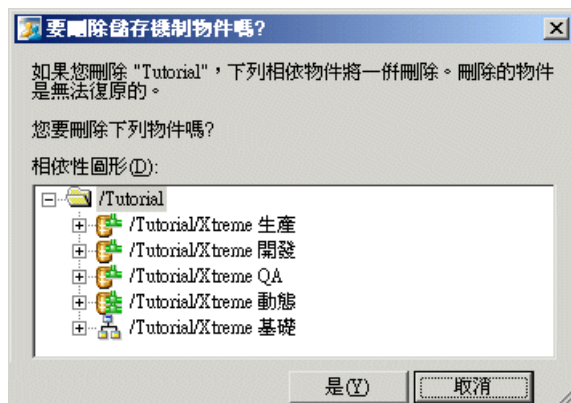 要刪除儲存機制物件嗎?
如果您刪除 "Tutorial"，下列相依物件將一併刪除。刪除的物件
是無法復原的。
您要刪除下列物件嗎?
相依性圖形(D):
/Tutorial
/Tutorial/Xtreme 生產
/Tutorial/Xtreme 開發
/Tutorial/Xtreme QA
/Tutorial/Xtreme 動態
/Tutorial/Xtreme 基礎
是(Y)
取消